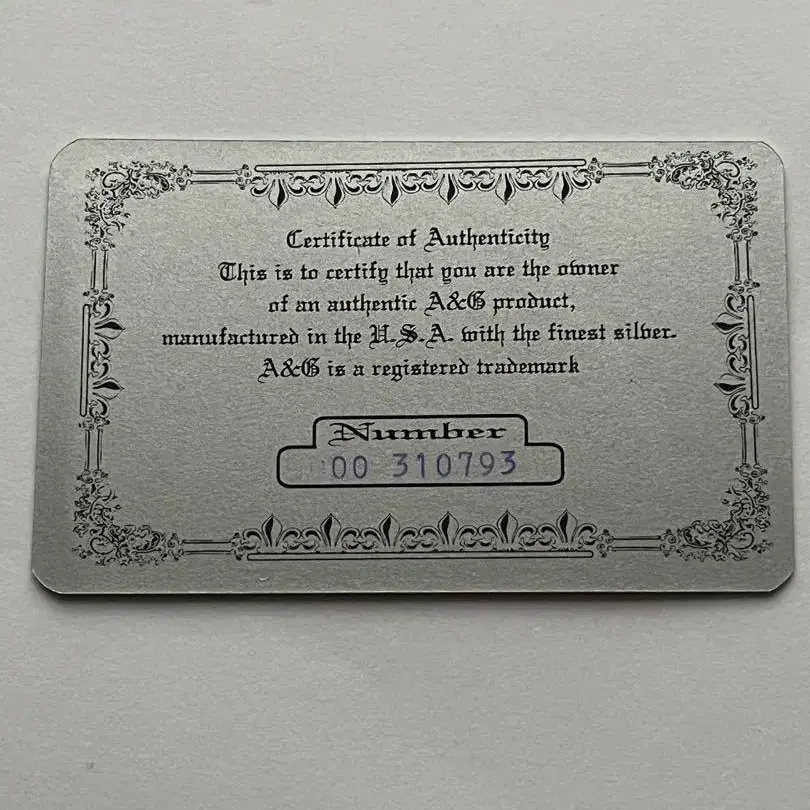 Certificate of Authenticity
This is to certify that you are the owner
of an authentic A&G product,
manufactured in the U.S.A. with the finest silver.
A&G is a registered trademark
Number
00 310793